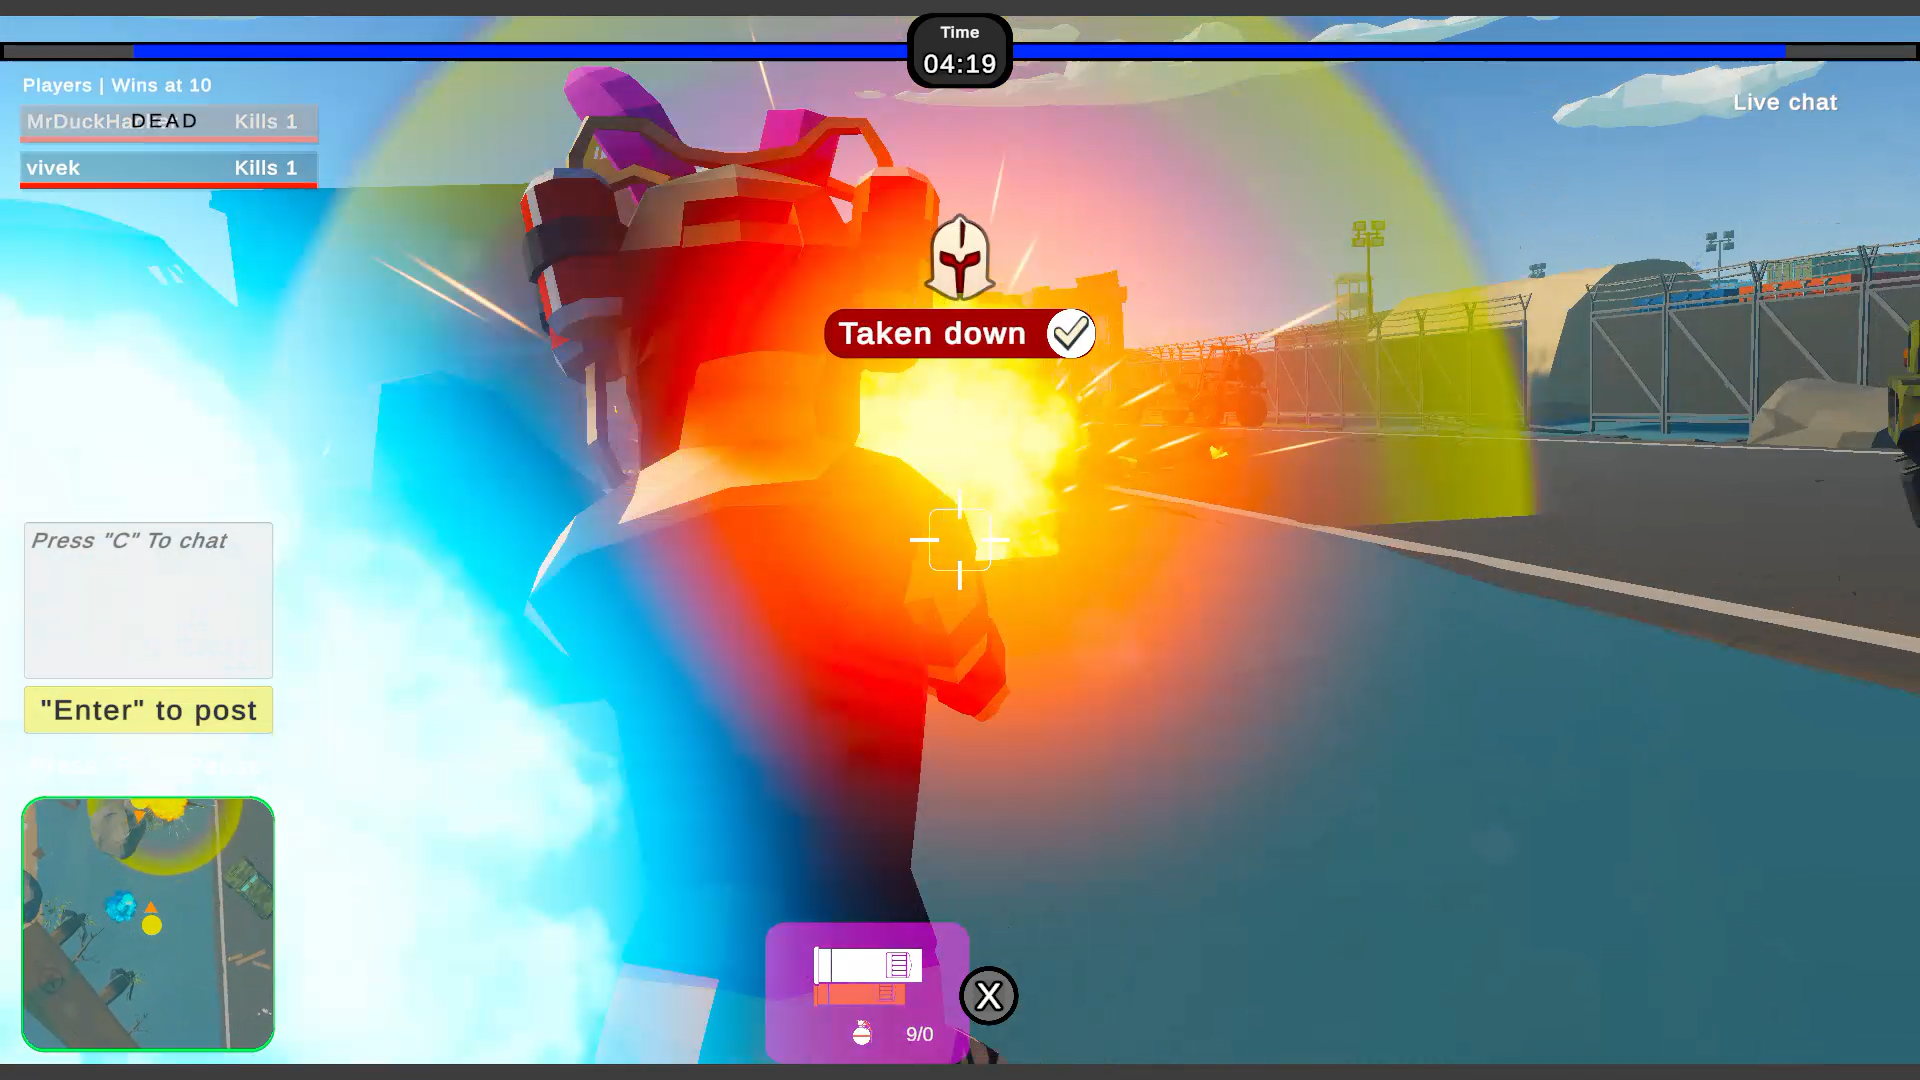 Time
04:19
Players | Wins at 10
DEAD
Kills 1
vivek
Kills 1
Live chat
Taken down
Press "C" To chat
"Enter" to post
9/0
X